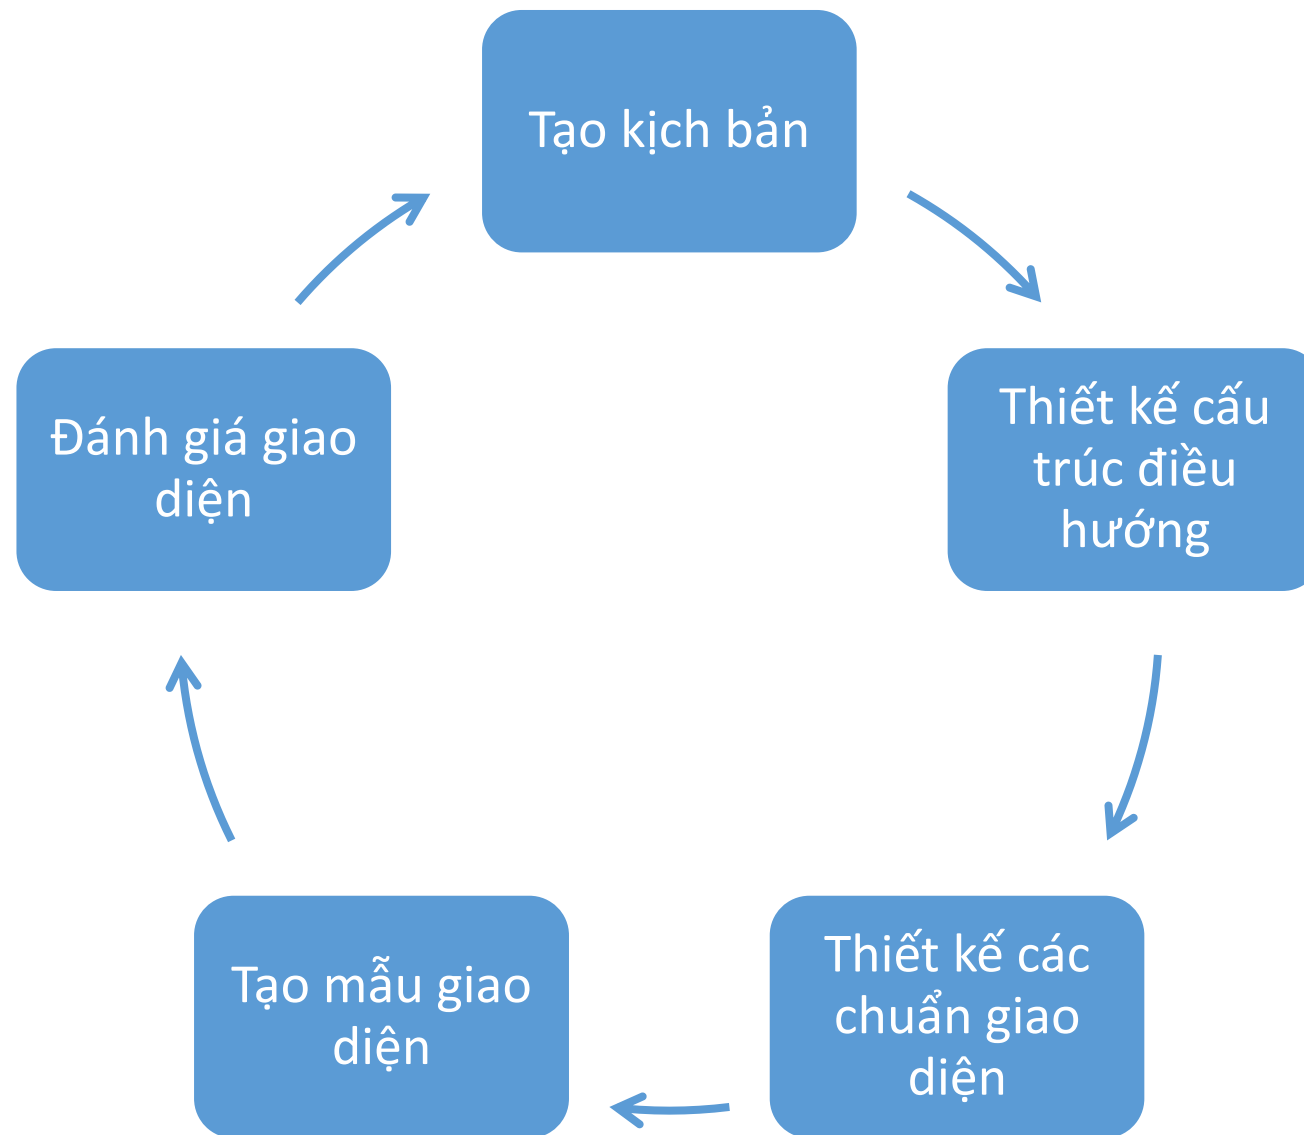 Tạo kịch bản
Thiết kế cấu
trúc điều
hướng
Thiết kế các
chuẩn giao
diện
Tạo mẫu giao
diện
Đánh giá giao
diện